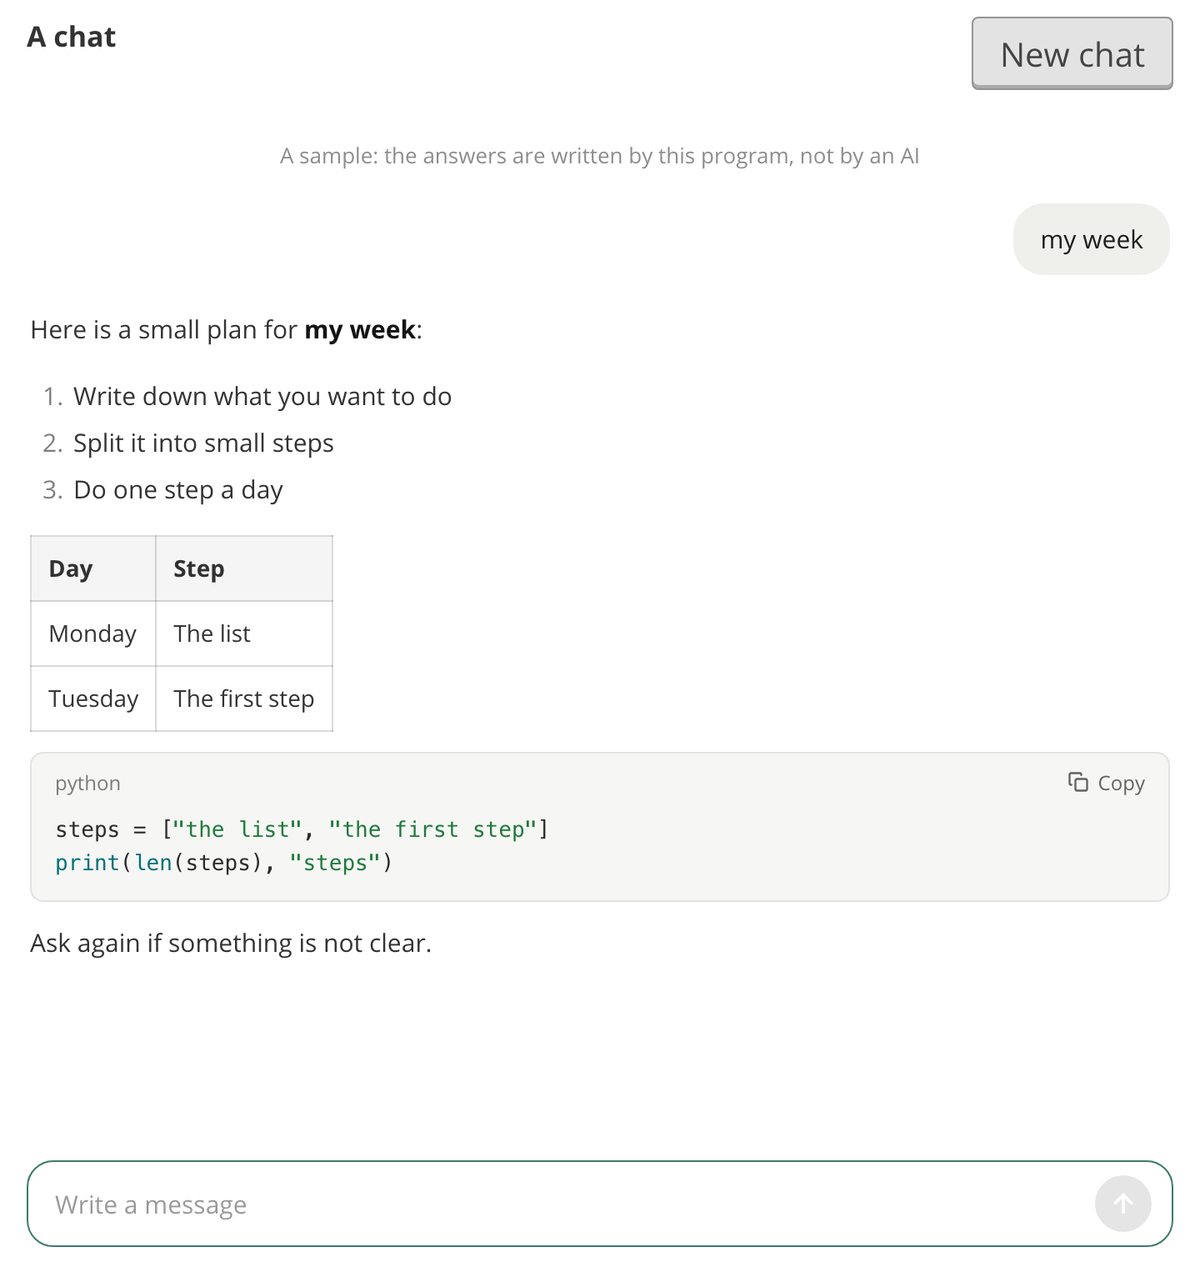 A chat
New chat
A sample: the answers are written by this program, not by an AI
my week
Here is a small plan for my week:
1. Write down what you want to do
2. Split it into small steps
3. Do one step a day
Day Step
Monday The list
Tuesday The first step
python Copy
steps = ["the list", "the first step"]
print(len(steps), "steps")
Ask again if something is not clear.
Write a message